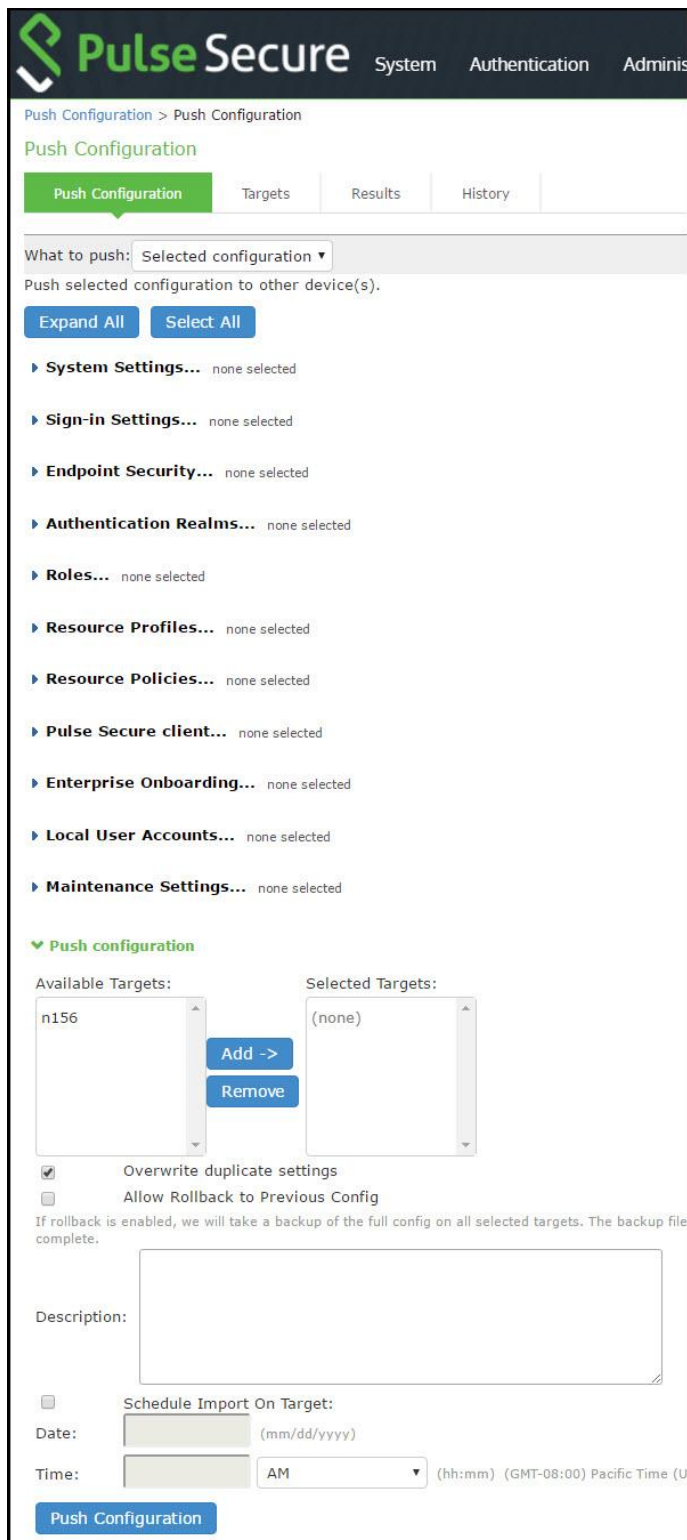 Pulse Secure System Authentication Adminis
Push Configuration > Push Configuration
Push Configuration
Push Configuration Targets Results History
What to push: Selected configuration
Push selected configuration to other device(s).
Expand All Select All
System Settings... none selected
Sign-in Settings... none selected
Endpoint Security... none selected
Authentication Realms... none selected
Roles... none selected
Resource Profiles... none selected
Resource Policies... none selected
Pulse Secure client... none selected
Enterprise Onboarding... none selected
Local User Accounts... none selected
Maintenance Settings... none selected
Push configuration
Available Targets: Selected Targets:
n156 (none)
Add ->
Remove
Overwrite duplicate settings
Allow Rollback to Previous Config
If rollback is enabled, we will take a backup of the full config on all selected targets. The backup file
complete.
Description:
Schedule Import On Target:
Date: (mm/dd/yyyy)
Time: AM (hh:mm) (GMT-08:00) Pacific Time (U
Push Configuration